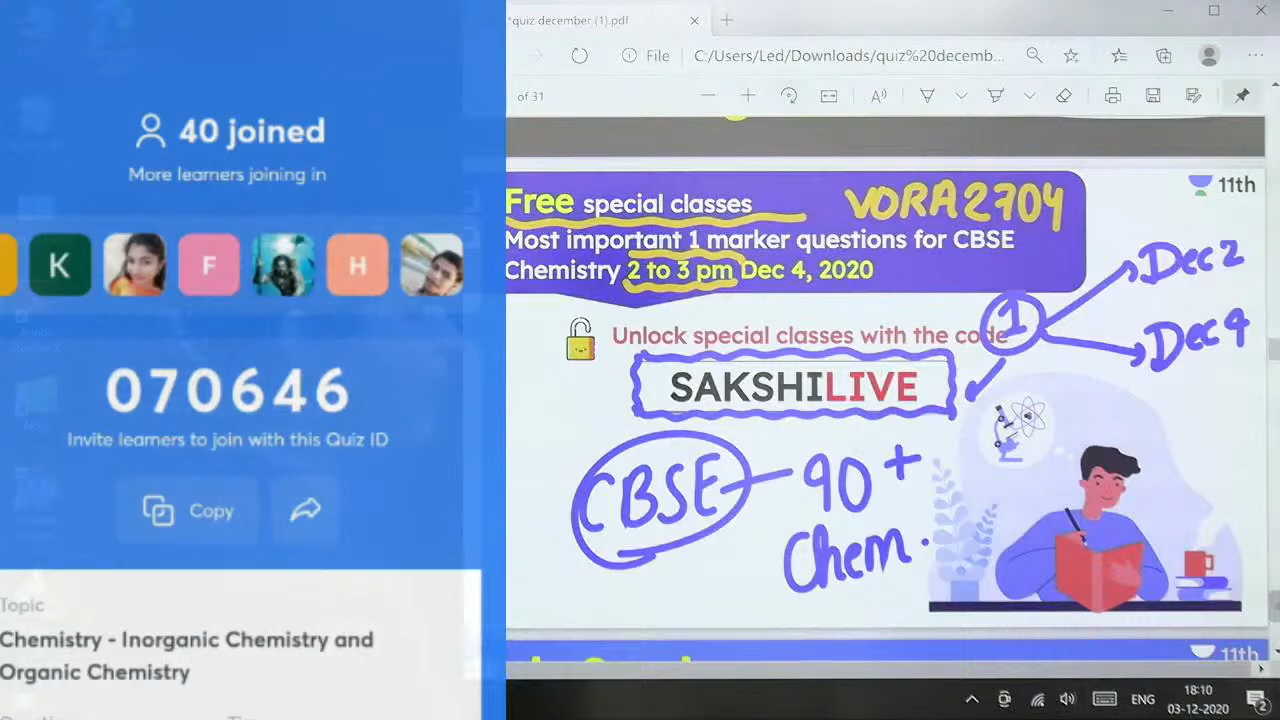 40 joined
More learners joining in
K
F
H
070646
Invite learners to join with this Quiz ID
Copy
Topic
Chemistry - Inorganic Chemistry and
Organic Chemistry
*quiz december (1).pdf
File
C:/Users/Led/Downloads/quiz%20decemb...
of 31
11th
Free special classes
VORA2704
Most important 1 marker questions for CBSE
Chemistry 2 to 3 pm Dec 4, 2020
Dec 2
1
Dec 4
Unlock special classes with the code
SAKSHILIVE
CBSE - 90+
Chem.
11th
ENG
18:10
03-12-2020
2